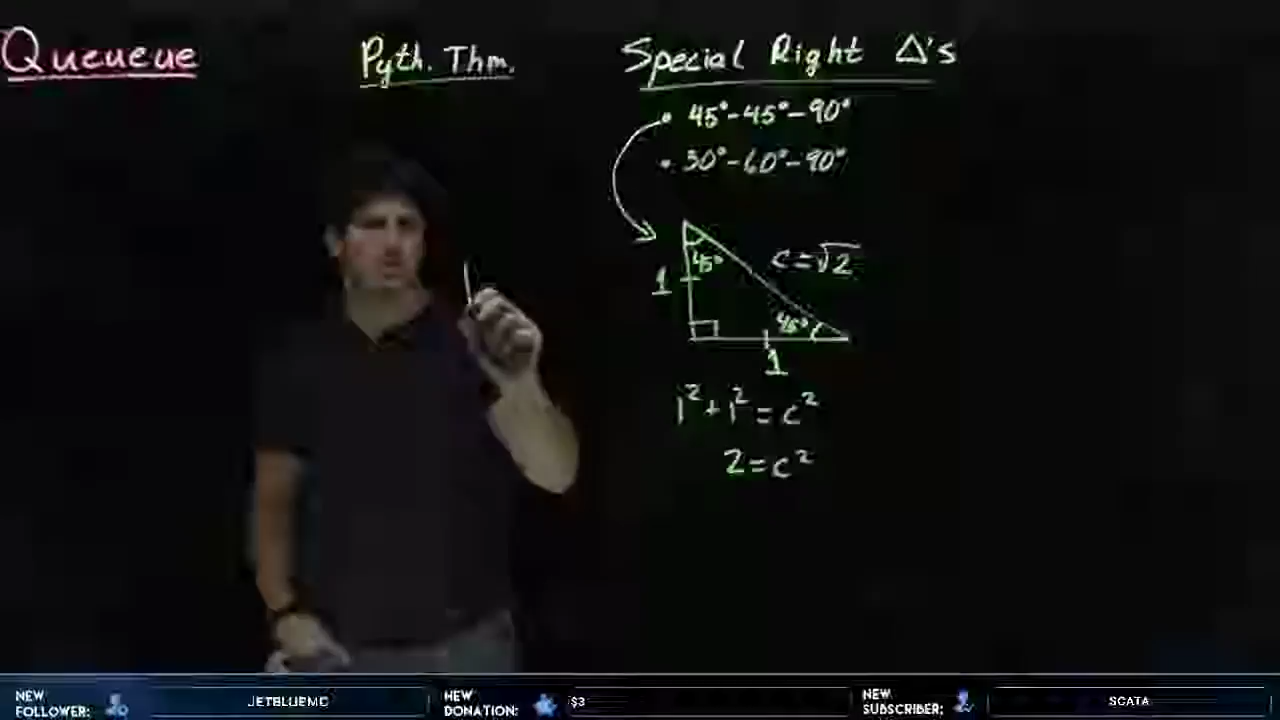 Queueue
Pyth. Thm.
Special Right Δ's
• 45°-45°-90°
• 30°-60°-90°
45°
c=√2
1
45°
1
1²+1²=c²
2=c²
NEW FOLLOWER:
JETBLUEMC
NEW DONATION:
$3
NEW SUBSCRIBER:
SCATA